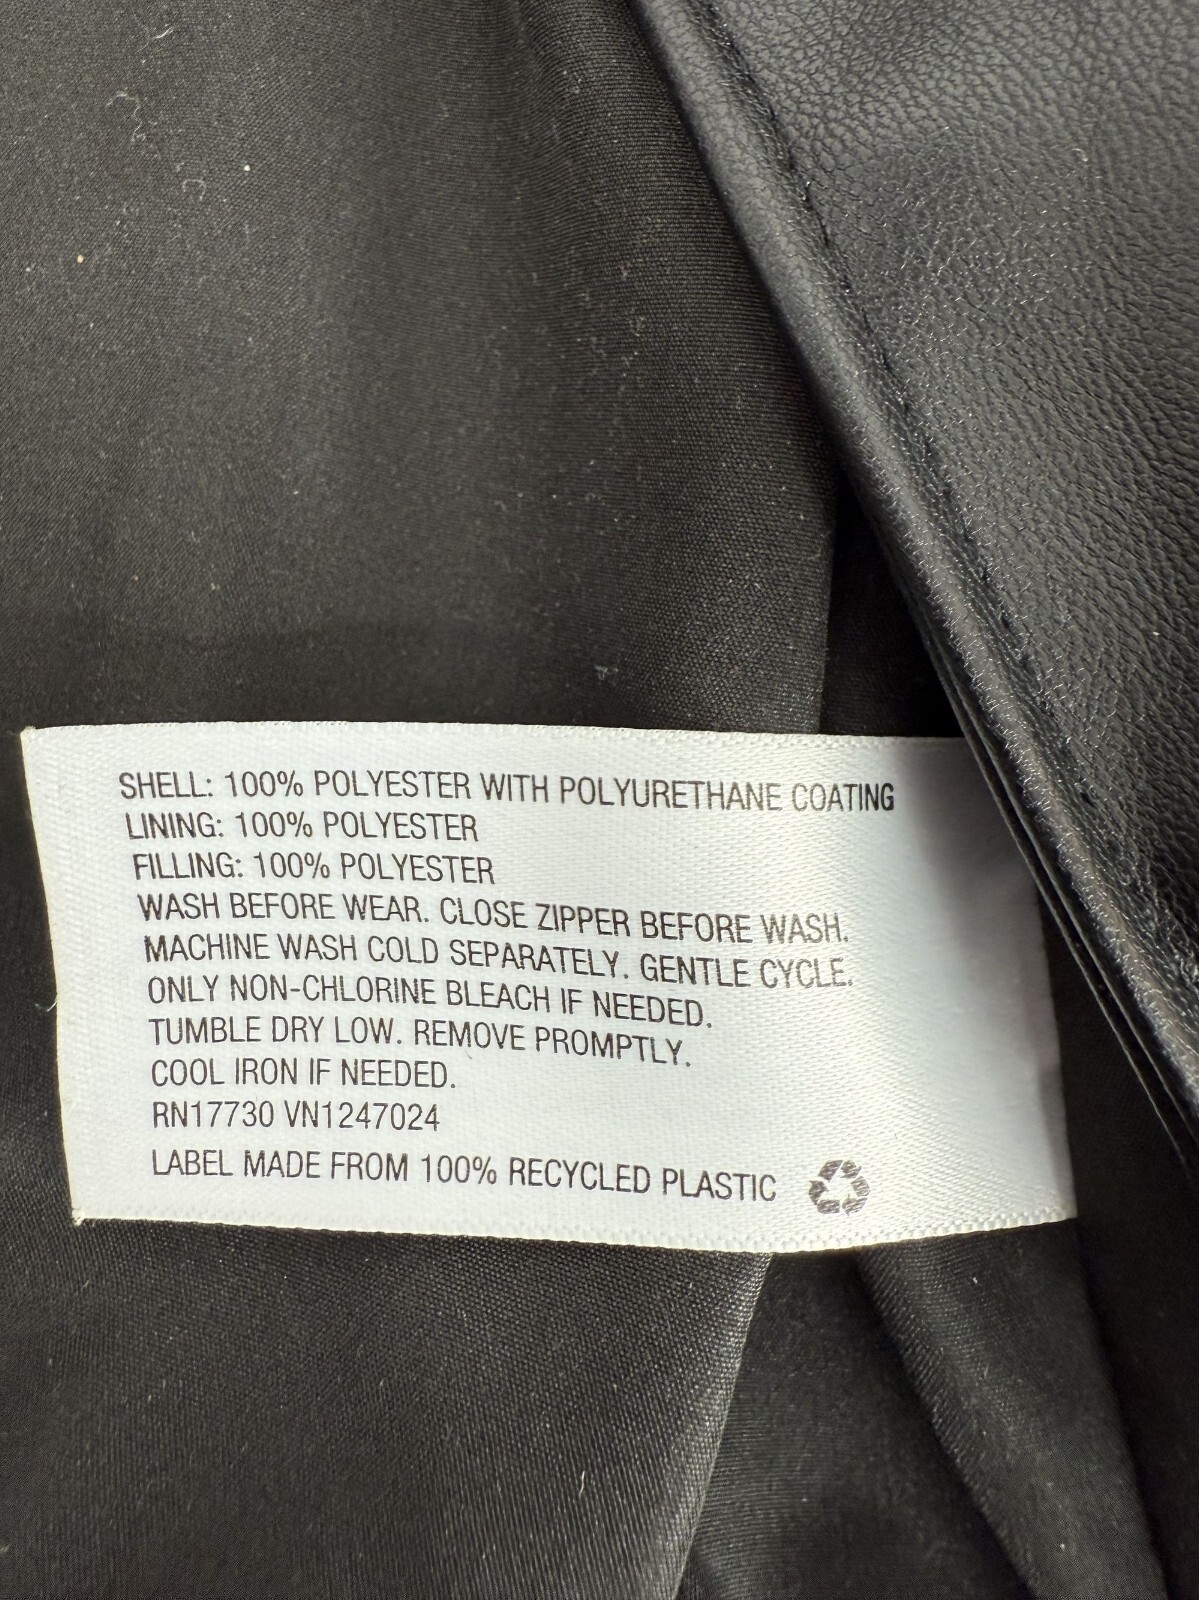 SHELL: 100% POLYESTER WITH POLYURETHANE COATING
LINING: 100% POLYESTER
FILLING: 100% POLYESTER
WASH BEFORE WEAR. CLOSE ZIPPER BEFORE WASH.
MACHINE WASH COLD SEPARATELY. GENTLE CYCLE.
ONLY NON-CHLORINE BLEACH IF NEEDED.
TUMBLE DRY LOW. REMOVE PROMPTLY.
COOL IRON IF NEEDED.
RN17730 VN1247024
LABEL MADE FROM 100% RECYCLED PLASTIC